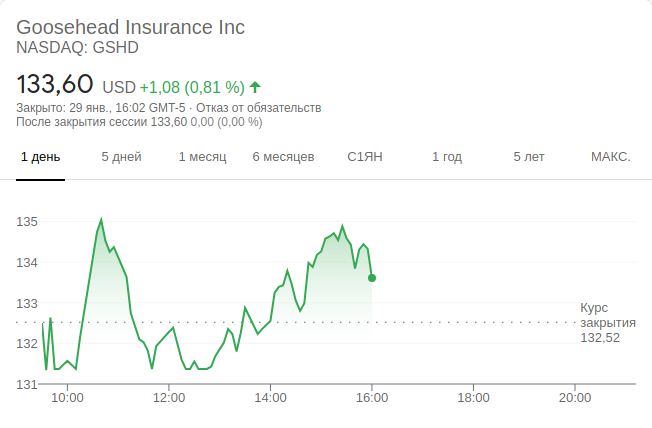 Goosehead Insurance Inc
NASDAQ: GSHD
133,60 USD +1,08 (0,81 %)
Закрыто: 29 янв., 16:02 GMT-5 · Отказ от обязательств
После закрытия сессии 133,60 0,00 (0,00 %)
1 день 5 дней 1 месяц 6 месяцев С1ЯН 1 год 5 лет МАКС.
135
134
133
132
131
Курс
закрытия
132,52
10:00 12:00 14:00 16:00 18:00 20:00